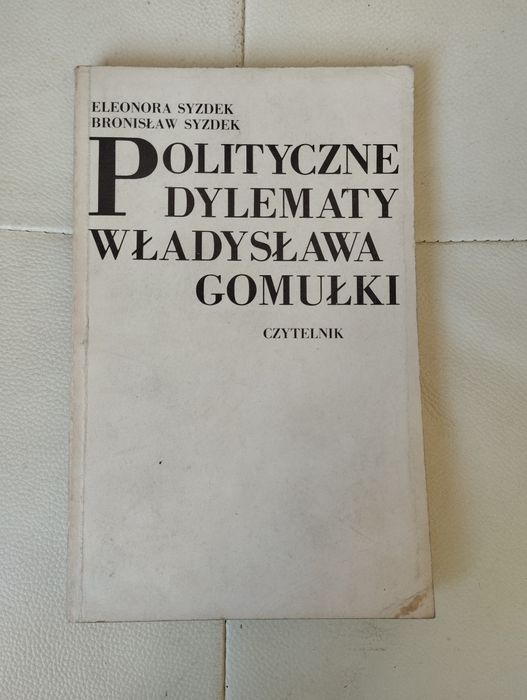 ELEONORA SYZDEK
BRONISŁAW SYZDEK
POLITYCZNE
DYLEMATY
WŁADYSŁAWA
GOMUŁKI
CZYTELNIK